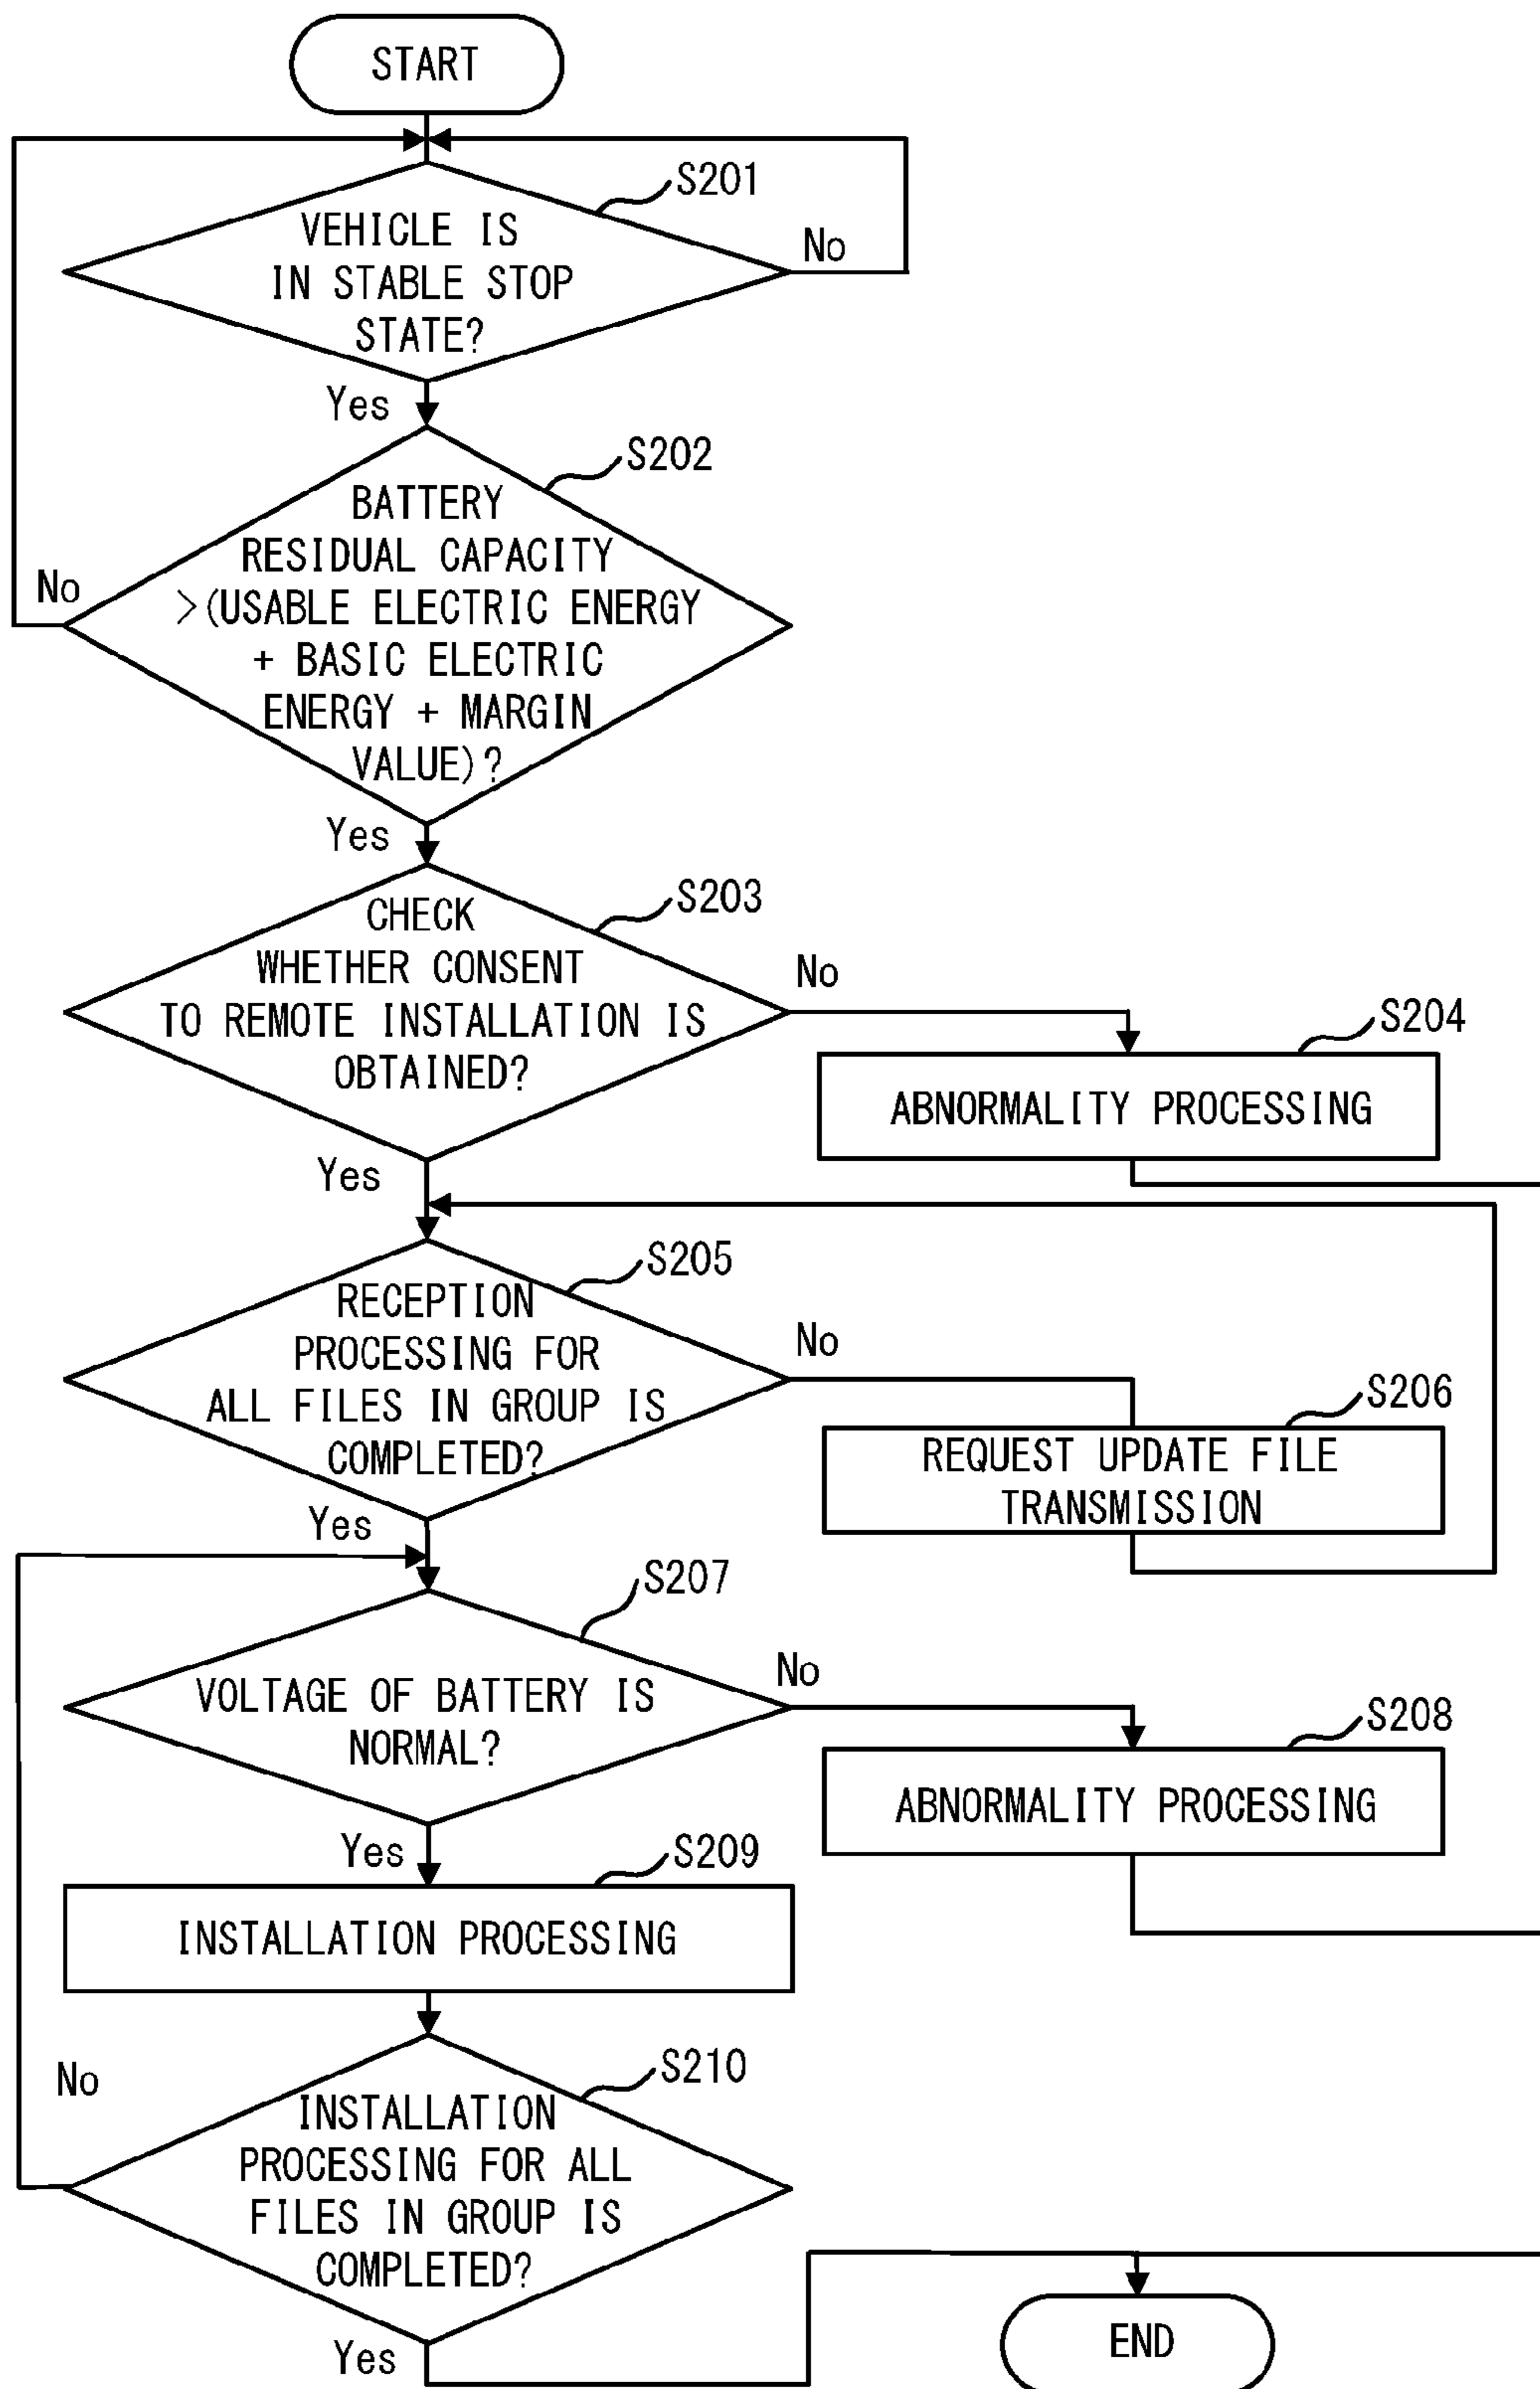 START
S201
VEHICLE IS
IN STABLE STOP
STATE?
No
Yes
S202
BATTERY
RESIDUAL CAPACITY
>(USABLE ELECTRIC ENERGY
+ BASIC ELECTRIC
ENERGY + MARGIN
VALUE)?
No
Yes
S203
CHECK
WHETHER CONSENT
TO REMOTE INSTALLATION IS
OBTAINED?
No
S204
ABNORMALITY PROCESSING
Yes
S205
RECEPTION
PROCESSING FOR
ALL FILES IN GROUP IS
COMPLETED?
No
S206
REQUEST UPDATE FILE
TRANSMISSION
Yes
S207
VOLTAGE OF BATTERY IS
NORMAL?
No
S208
ABNORMALITY PROCESSING
Yes
S209
INSTALLATION PROCESSING
No
S210
INSTALLATION
PROCESSING FOR ALL
FILES IN GROUP IS
COMPLETED?
Yes
END